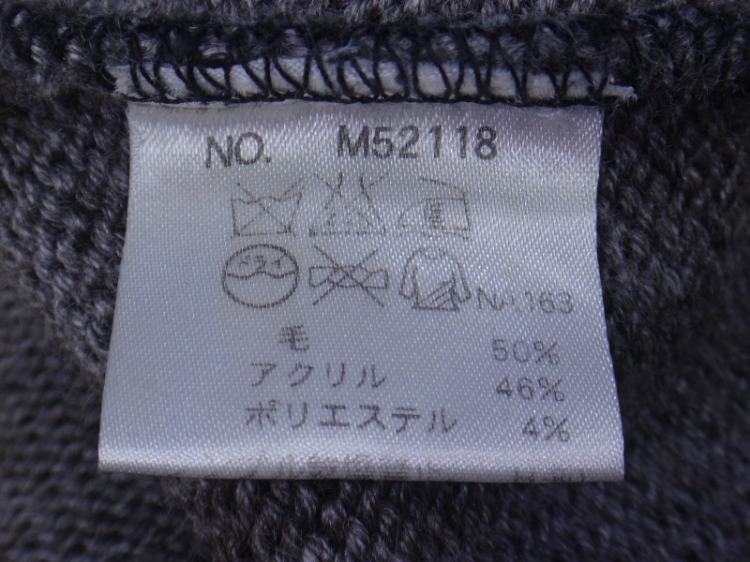 NO. M52118
ドライ
NA.163
毛 50%
アクリル 46%
ポリエステル 4%